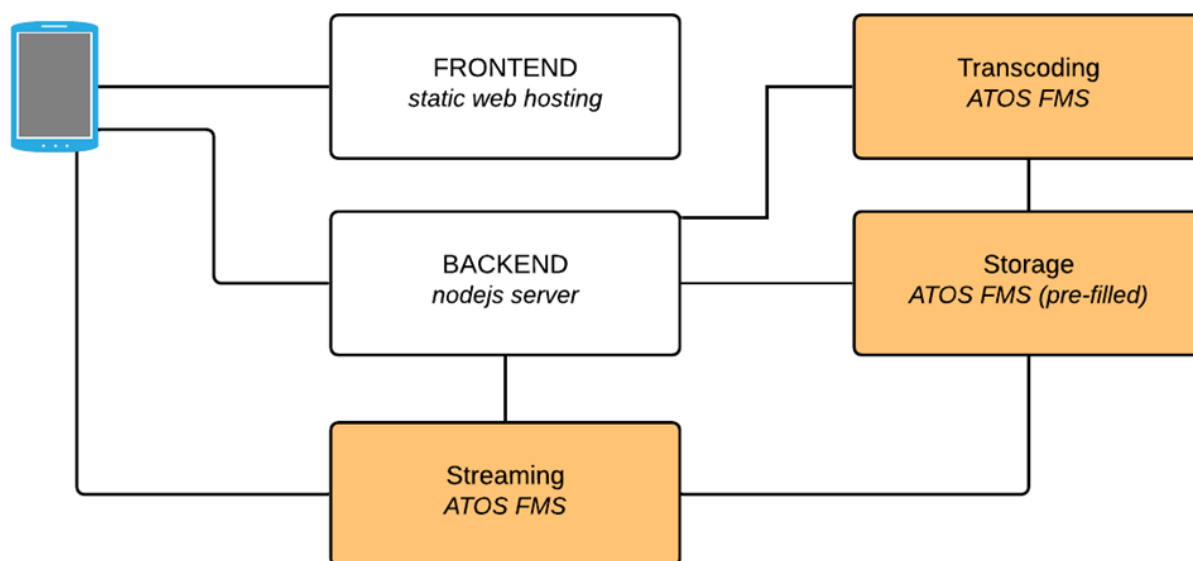 FRONTEND
static web hosting
Transcoding
ATOS FMS
BACKEND
nodejs server
Storage
ATOS FMS (pre-filled)
Streaming
ATOS FMS